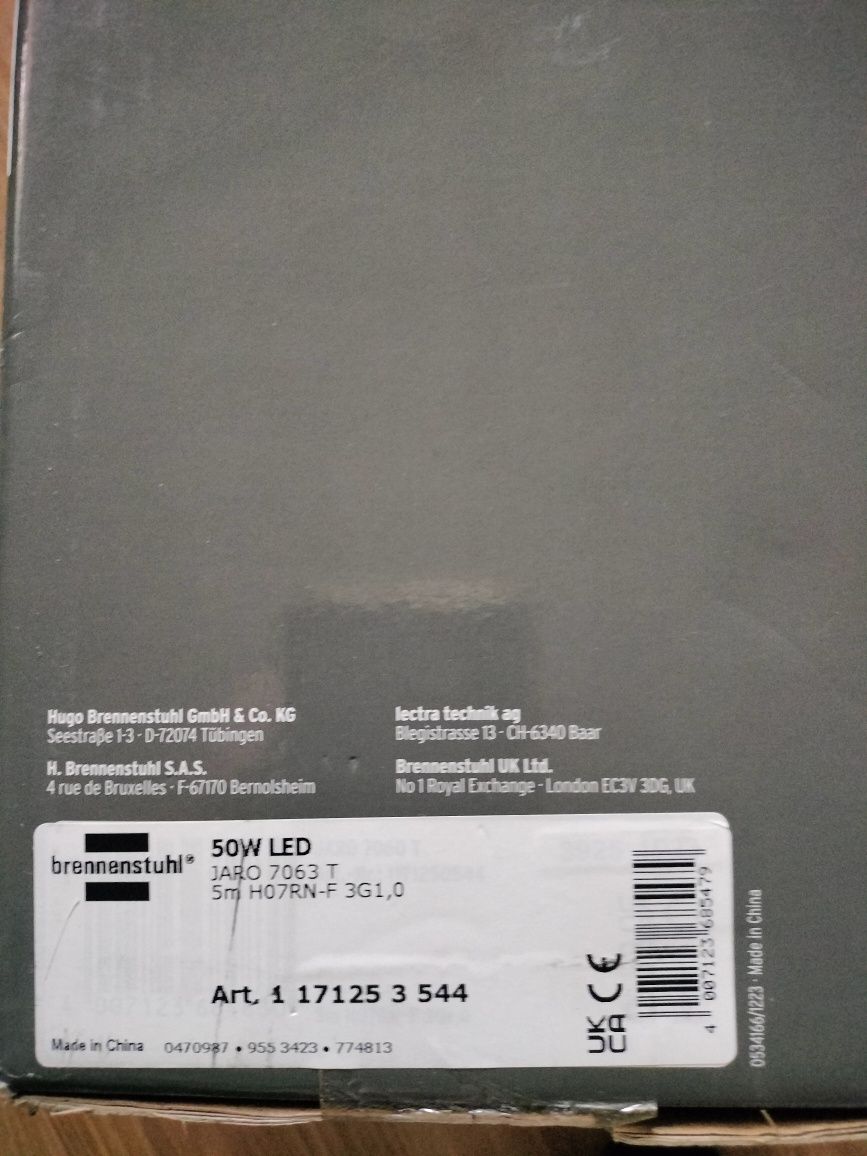 Hugo Brennenstuhl GmbH & Co. KG
Seestraße 1-3 · D-72074 Tübingen
H. Brennenstuhl S.A.S.
4 rue de Bruxelles · F-67170 Bernolsheim
lectra technik ag
Blegistrasse 13 · CH-6340 Baar
Brennenstuhl UK Ltd.
No 1 Royal Exchange · London EC3V 3DG, UK
brennenstuhl®
50W LED
JARO 7063 T
5m H07RN-F 3G1,0
Art. 1 17125 3 544
Made in China 0470987 • 955 3423 • 774813
UK
CA CE
4 007123 685479
0534166/1223 · Made in China